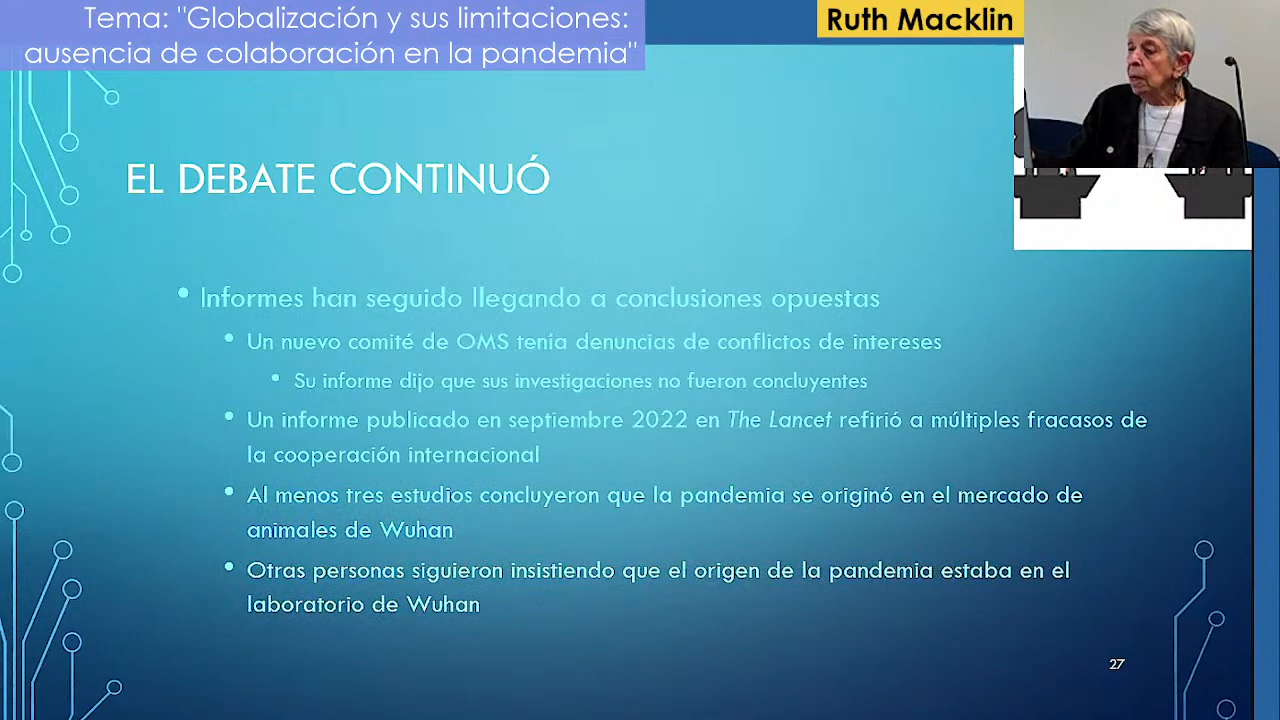 Tema: "Globalización y sus limitaciones:
ausencia de colaboración en la pandemia"
Ruth Macklin
EL DEBATE CONTINUÓ
• Informes han seguido llegando a conclusiones opuestas
• Un nuevo comité de OMS tenía denuncias de conflictos de intereses
• Su informe dijo que sus investigaciones no fueron concluyentes
• Un informe publicado en septiembre 2022 en The Lancet refirió a múltiples fracasos de
la cooperación internacional
• Al menos tres estudios concluyeron que la pandemia se originó en el mercado de
animales de Wuhan
• Otras personas siguieron insistiendo que el origen de la pandemia estaba en el
laboratorio de Wuhan
27